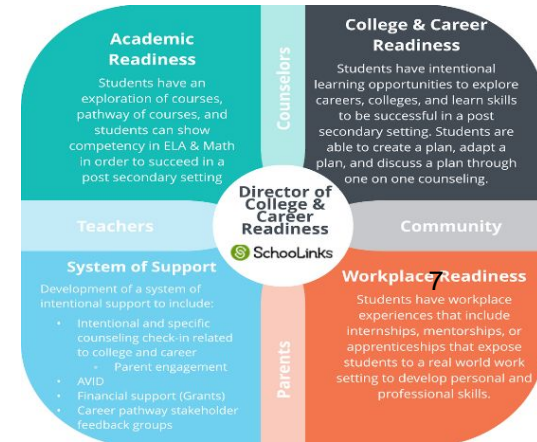 Academic
Readiness
Students have an
exploration of courses,
pathway of courses, and
students can show
competency in ELA & Math
in order to succeed in a
post secondary setting
Counselors
College & Career
Readiness
Students have intentional
learning opportunities to explore
careers, colleges, and learn skills
to be successful in a post
secondary setting. Students are
able to create a plan, adapt a
plan, and discuss a plan through
one on one counseling.
Teachers
Director of
College &
Career
Readiness
SchooLinks
Community
System of Support
Development of a system of
intentional support to include:
• Intentional and specific
counseling check-in related
to college and career
◦ Parent engagement
• AVID
• Financial support (Grants)
• Career pathway stakeholder
feedback groups
Parents
Workplace Readiness
7
Students have workplace
experiences that include
internships, mentorships, or
apprenticeships that expose
students to a real world work
setting to develop personal and
professional skills.